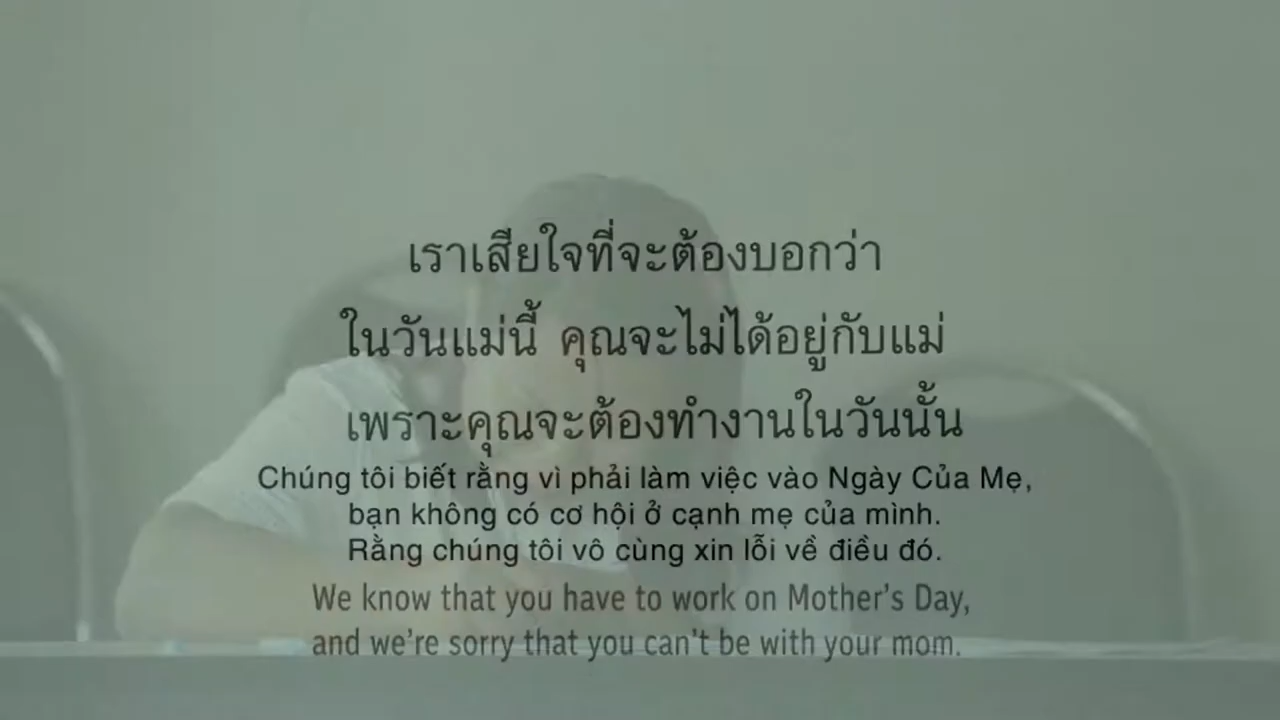 เราเสียใจที่จะต้องบอกว่า
ในวันแม่นี้ คุณจะไม่ได้อยู่กับแม่
เพราะคุณจะต้องทำงานในวันนั้น
Chúng tôi biết rằng vì phải làm việc vào Ngày Của Mẹ,
bạn không có cơ hội ở cạnh mẹ của mình.
Rằng chúng tôi vô cùng xin lỗi về điều đó.
We know that you have to work on Mother's Day,
and we're sorry that you can't be with your mom.